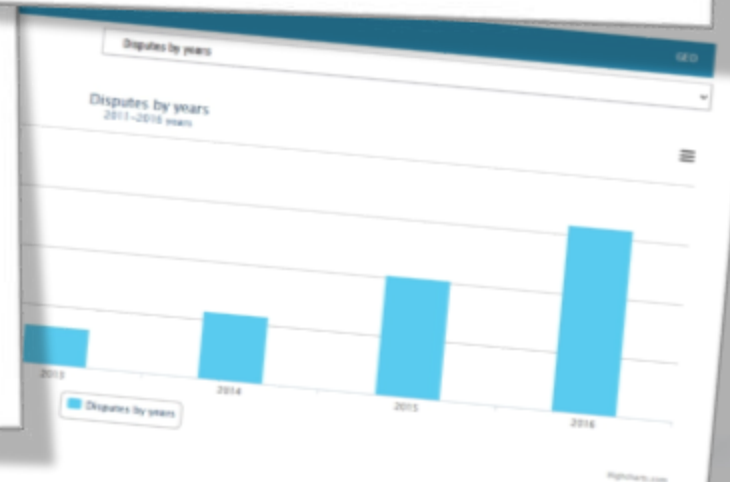 GEO
Disputes by years
Disputes by years
2011-2016 years
2013
2014
2015
2016
Disputes by years
Highcharts.com